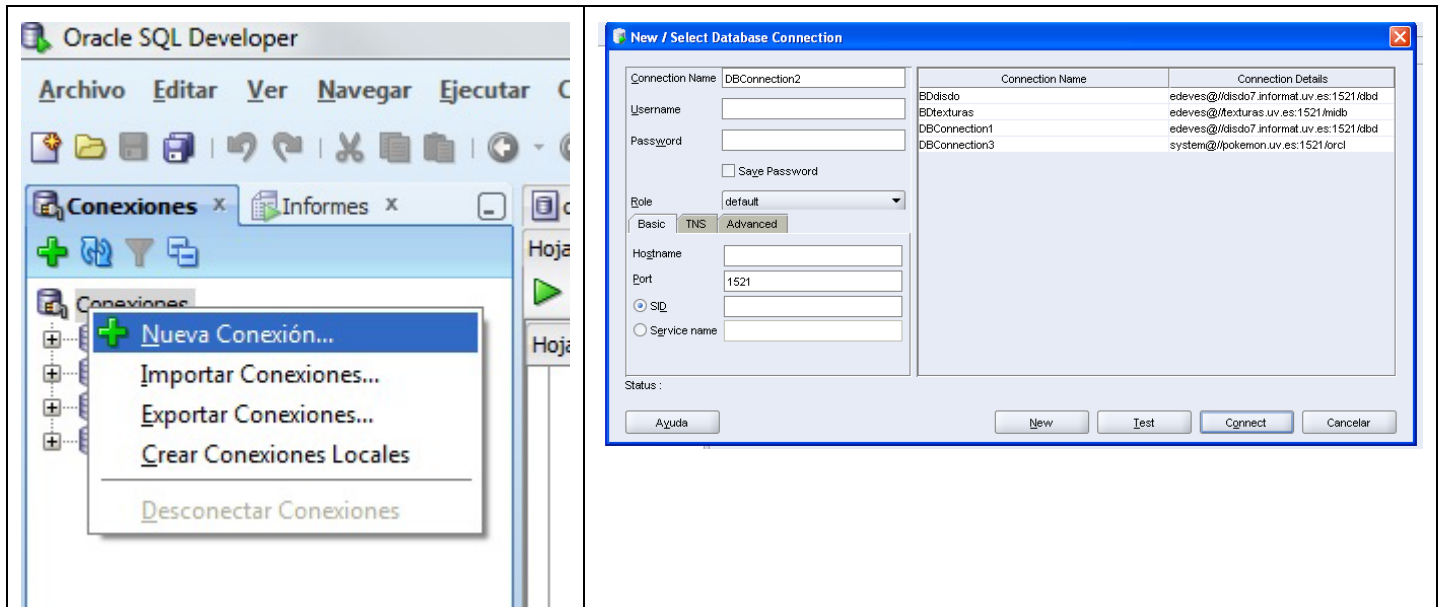 Oracle SQL Developer
Archivo Editar Ver Navegar Ejecutar
Conexiones x Informes x
Hoja
Conexiones
Nueva Conexión...
Importar Conexiones...
Exportar Conexiones...
Crear Conexiones Locales
Desconectar Conexiones
New / Select Database Connection
Connection Name DBConnection2
Username
Password
Save Password
Role default
Basic TNS Advanced
Hostname
Port 1521
SID
Service name
Connection Name Connection Details
BDdisdo edeves@//disdo7.informat.uv.es:1521/dbd
BDtexturas edeves@//texturas.uv.es:1521/midb
DBConnection1 edeves@//disdo7.informat.uv.es:1521/dbd
DBConnection3 system@//pokemon.uv.es:1521/orcl
Status :
Ayuda New Test Connect Cancelar